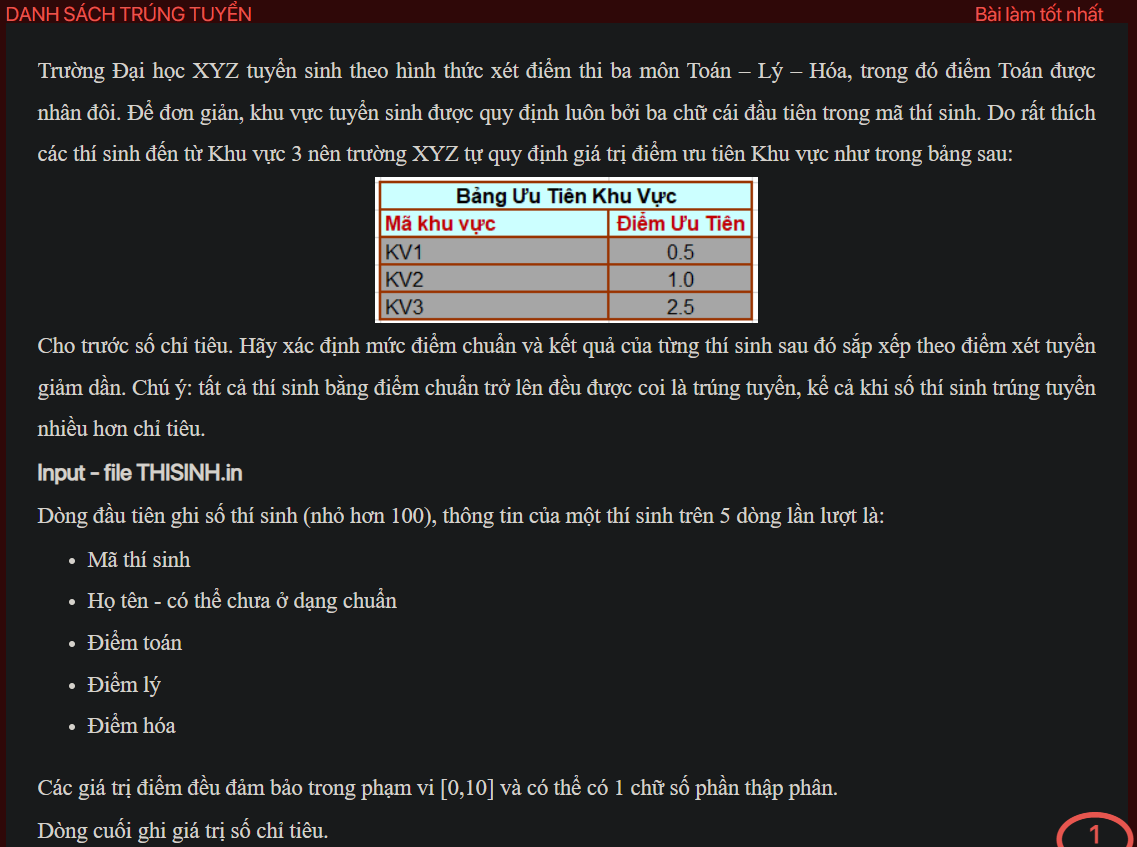 DANH SÁCH TRÚNG TUYỂN
Bài làm tốt nhất
Trường Đại học XYZ tuyển sinh theo hình thức xét điểm thi ba môn Toán – Lý – Hóa, trong đó điểm Toán được
nhân đôi. Để đơn giản, khu vực tuyển sinh được quy định luôn bởi ba chữ cái đầu tiên trong mã thí sinh. Do rất thích
các thí sinh đến từ Khu vực 3 nên trường XYZ tự quy định giá trị điểm ưu tiên Khu vực như trong bảng sau:
Bảng Ưu Tiên Khu Vực
Mã khu vực Điểm Ưu Tiên
KV1 0.5
KV2 1.0
KV3 2.5
Cho trước số chỉ tiêu. Hãy xác định mức điểm chuẩn và kết quả của từng thí sinh sau đó sắp xếp theo điểm xét tuyển
giảm dần. Chú ý: tất cả thí sinh bằng điểm chuẩn trở lên đều được coi là trúng tuyển, kể cả khi số thí sinh trúng tuyển
nhiều hơn chỉ tiêu.
Input – file THISINH.in
Dòng đầu tiên ghi số thí sinh (nhỏ hơn 100), thông tin của một thí sinh trên 5 dòng lần lượt là:
• Mã thí sinh
• Họ tên - có thể chưa ở dạng chuẩn
• Điểm toán
• Điểm lý
• Điểm hóa
Các giá trị điểm đều đảm bảo trong phạm vi [0,10] và có thể có 1 chữ số phần thập phân.
Dòng cuối ghi giá trị số chỉ tiêu.
1